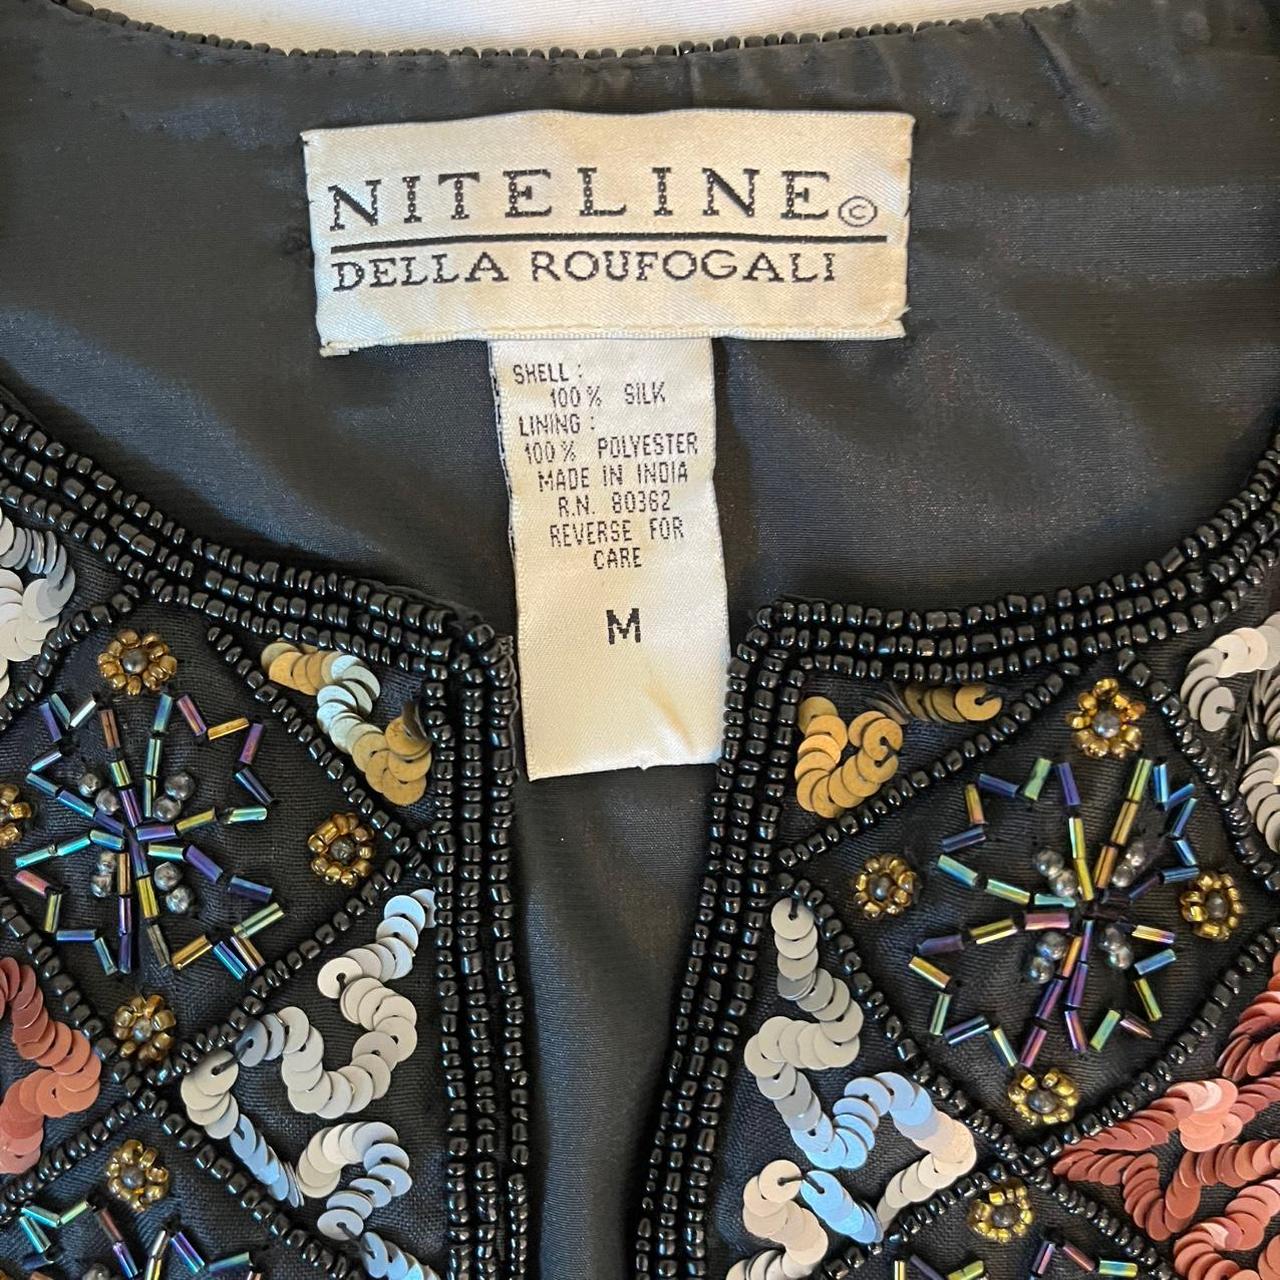 NITELINE©
DELLA ROUFOGALI
SHELL :
100 % SILK
LINING :
100 % POLYESTER
MADE IN INDIA
R.N. 80362
REVERSE FOR
CARE
M